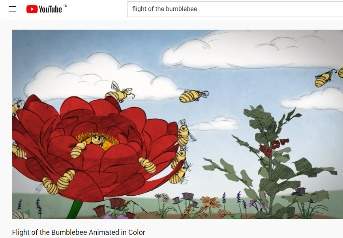 YouTube
flight of the bumblebee
Flight of the Bumblebee Animated in Color